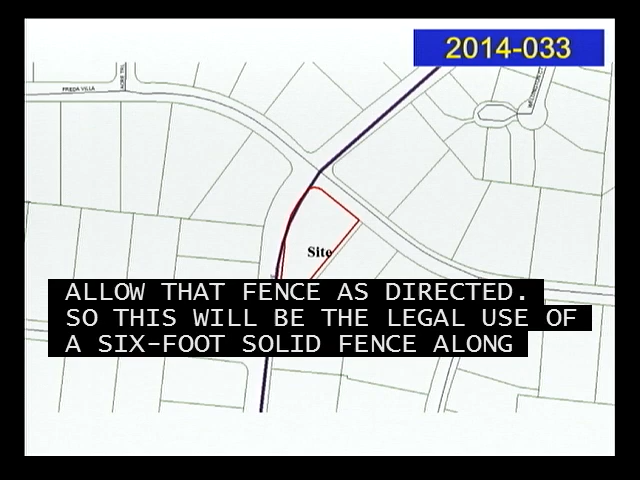 2014-033
FREDA VILLA
Site
ALLOW THAT FENCE AS DIRECTED.
SO THIS WILL BE THE LEGAL USE OF
A SIX-FOOT SOLID FENCE ALONG